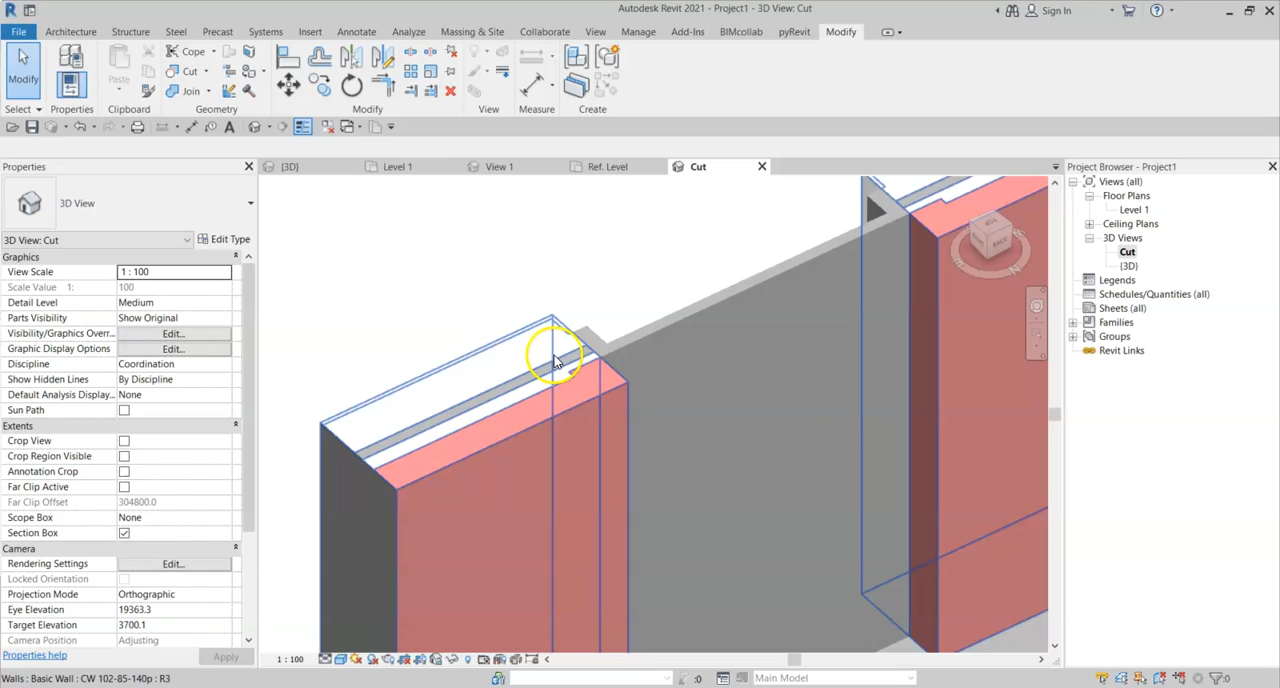 Autodesk Revit 2021 - Project1 - 3D View: Cut
Sign In
File Architecture Structure Steel Precast Systems Insert Annotate Analyze Massing & Site Collaborate View Manage Add-Ins BIMcollab pyRevit Modify
Modify
Paste
Cope
Cut
Join
Select Properties Clipboard Geometry Modify View Measure Create
Properties
{3D}
Level 1
View 1
Ref. Level
Cut
Project Browser - Project1
3D View
3D View: Cut
Edit Type
Graphics
View Scale 1 : 100
Scale Value 1: 100
Detail Level Medium
Parts Visibility Show Original
Visibility/Graphics Overr... Edit...
Graphic Display Options Edit...
Discipline Coordination
Show Hidden Lines By Discipline
Default Analysis Display... None
Sun Path
Extents
Crop View
Crop Region Visible
Annotation Crop
Far Clip Active
Far Clip Offset 304800.0
Scope Box None
Section Box
Camera
Rendering Settings Edit...
Locked Orientation
Projection Mode Orthographic
Eye Elevation 19363.3
Target Elevation 3700.1
Camera Position Adjusting
Properties help
Apply
Views (all)
Floor Plans
Level 1
Ceiling Plans
3D Views
Cut
{3D}
Legends
Schedules/Quantities (all)
Sheets (all)
Families
Groups
Revit Links
BACK
1 : 100
Walls : Basic Wall : CW 102-85-140p : R3
:0
Main Model
:0